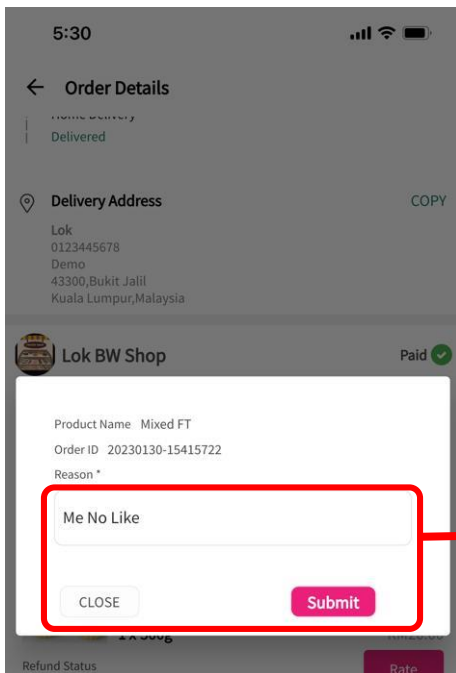 5:30
Order Details
Home Delivery
Delivered
Delivery Address COPY
Lok
0123445678
Demo
43300,Bukit Jalil
Kuala Lumpur,Malaysia
Lok BW Shop Paid
Product Name Mixed FT
Order ID 20230130-15415722
Reason *
Me No Like
CLOSE Submit
1 x 500g
Refund Status Rate